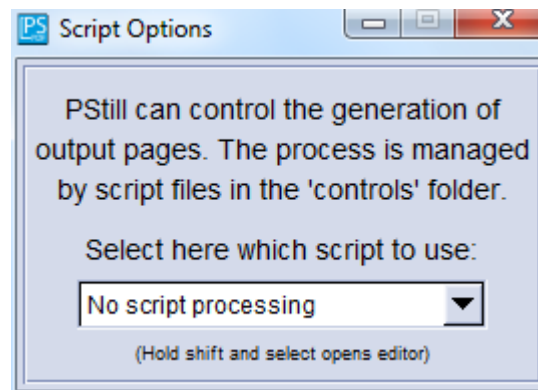 PS Script Options
PStill can control the generation of
output pages. The process is managed
by script files in the 'controls' folder.
Select here which script to use:
No script processing
(Hold shift and select opens editor)